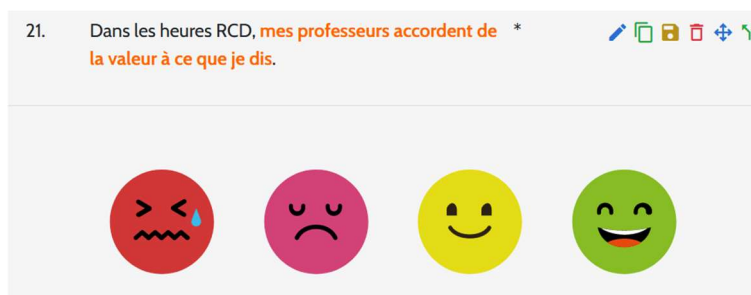 21. Dans les heures RCD, mes professeurs accordent de *
la valeur à ce que je dis.